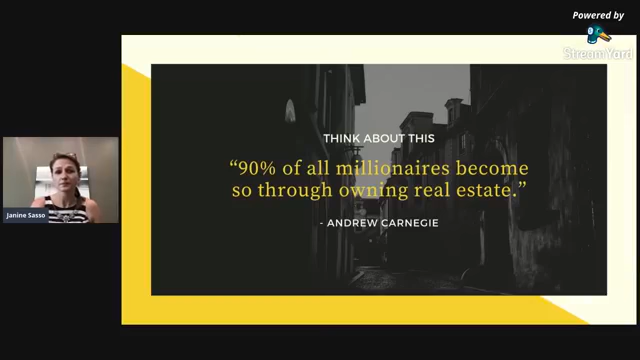 Powered by
StreamYard
THINK ABOUT THIS
“90% of all millionaires become
so through owning real estate.”
- ANDREW CARNEGIE
Janine Sasso